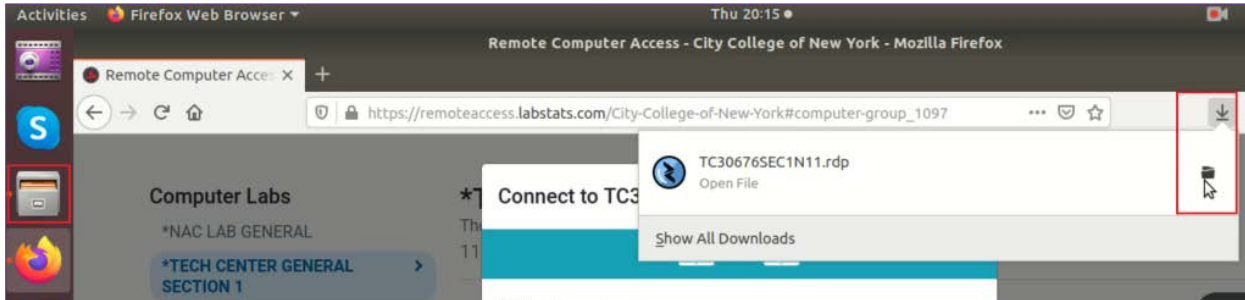 Activities Firefox Web Browser Thu 20:15
Remote Computer Access - City College of New York - Mozilla Firefox
Remote Computer Acce
https://remoteaccess.labstats.com/City-College-of-New-York#computer-group_1097
TC30676SEC1N11.rdp
Open File
Show All Downloads
Computer Labs
*NAC LAB GENERAL
*TECH CENTER GENERAL
SECTION 1
*T
Th
11
Connect to TC3